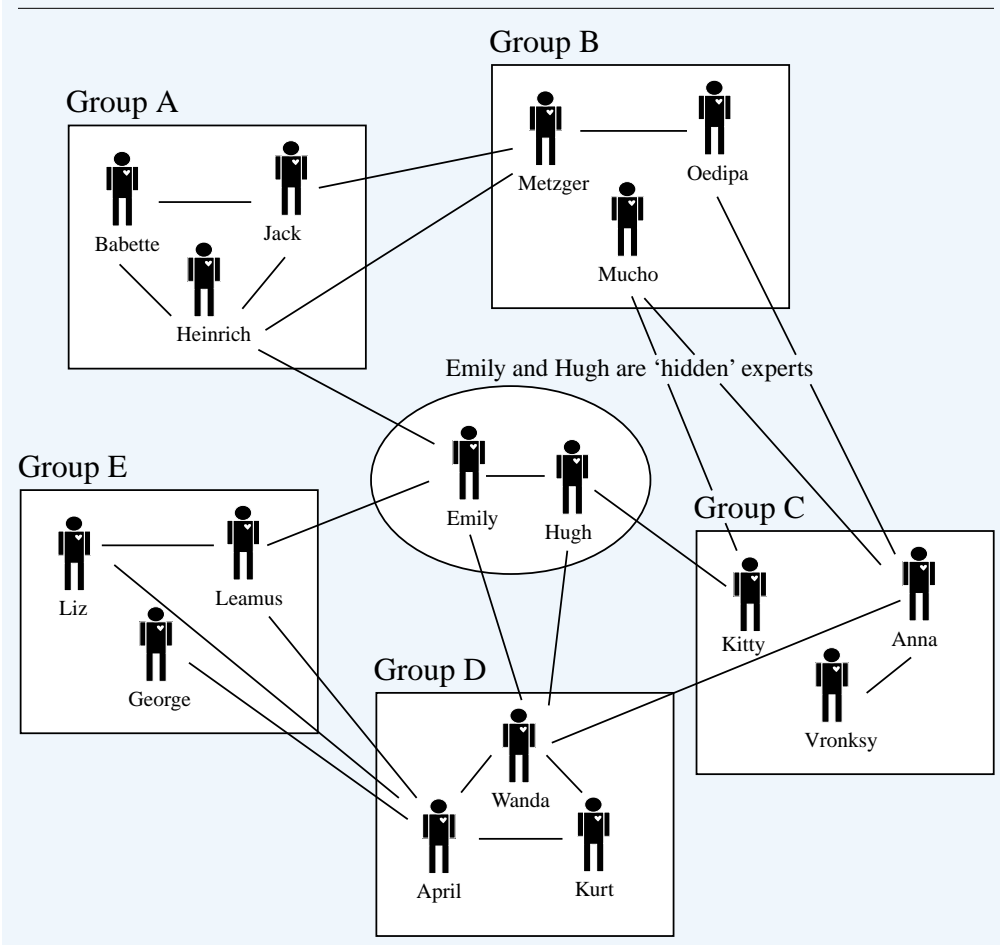 Group B
Group A
Metzger
Oedipa
Babette
Jack
Mucho
Heinrich
Emily and Hugh are ‘hidden’ experts
Group E
Emily
Hugh
Group C
Liz
Leamus
Kitty
Anna
George
Group D
Vronksy
Wanda
April
Kurt